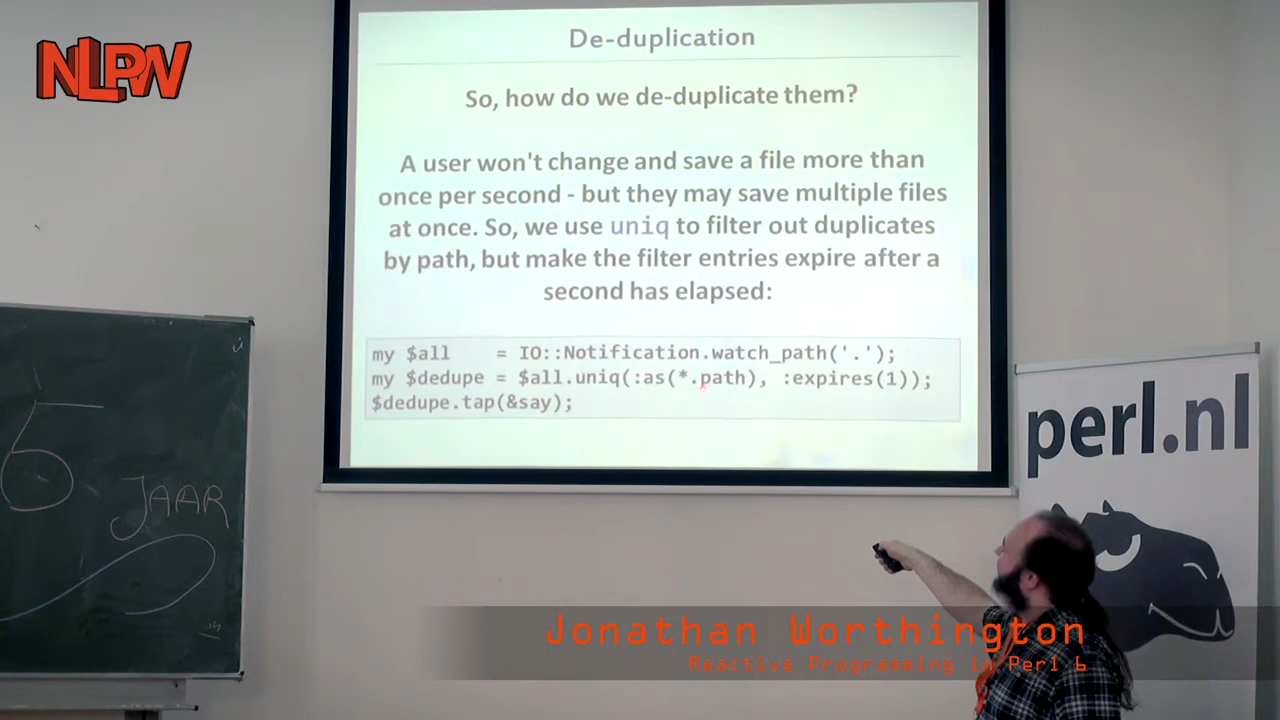 NLPW
De-duplication
So, how do we de-duplicate them?
A user won't change and save a file more than
once per second - but they may save multiple files
at once. So, we use uniq to filter out duplicates
by path, but make the filter entries expire after a
second has elapsed:
my $all    = IO::Notification.watch_path('.');
my $dedupe = $all.uniq(:as(*.path), :expires(1));
$dedupe.tap(&say);
perl.nl
5
JAAR
Jonathan Worthington
Reactive Programming in Perl 6